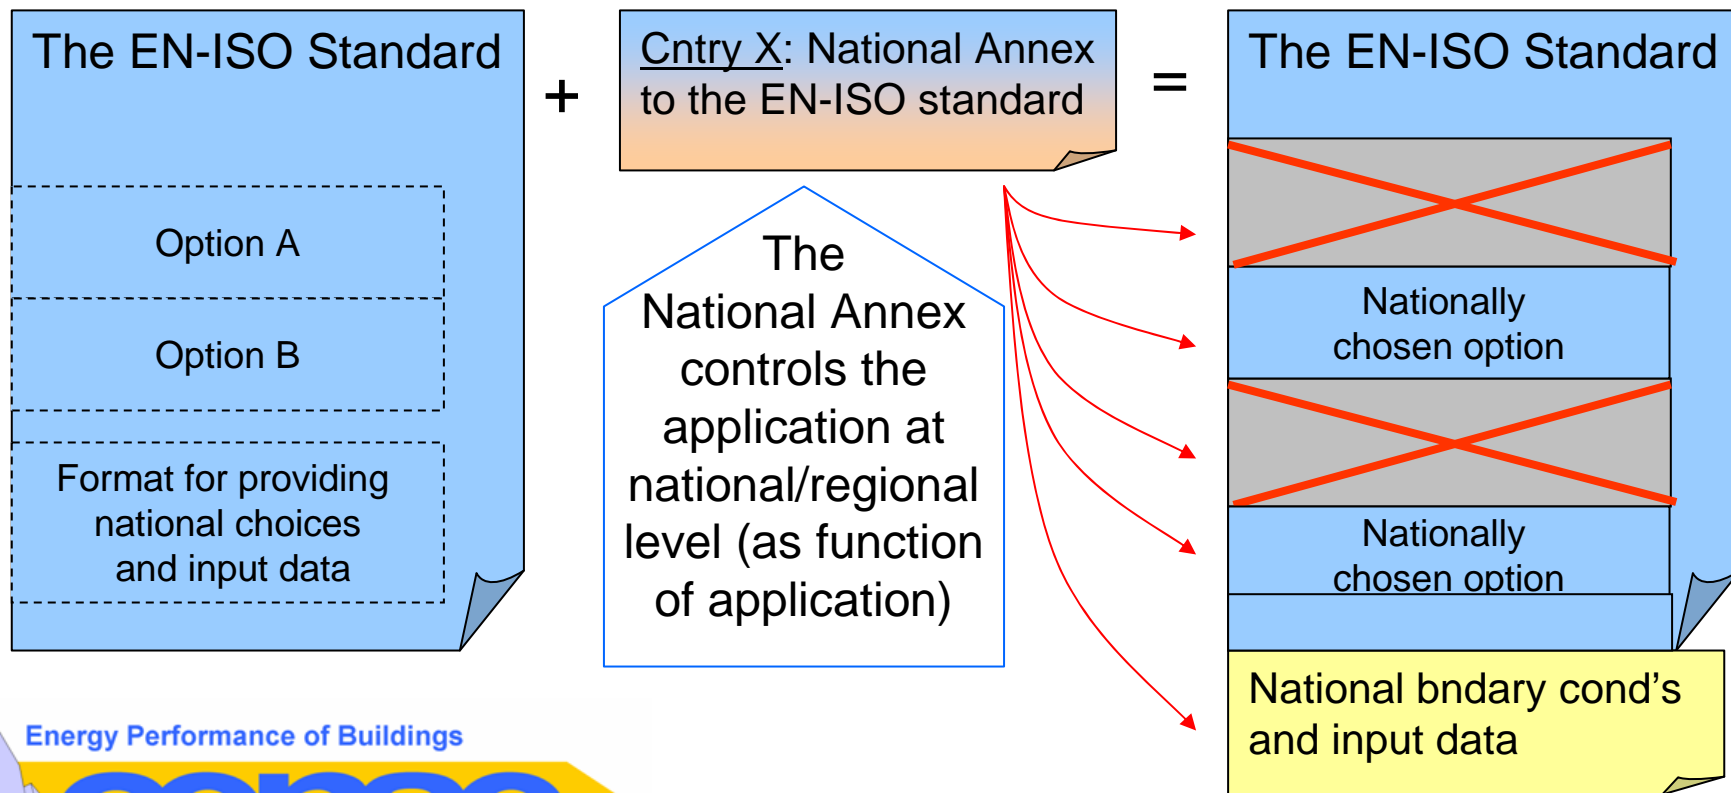 The EN-ISO Standard
Option A
Option B
Format for providing
national choices
and input data
+
Cntry X: National Annex
to the EN-ISO standard
=
The
National Annex
controls the
application at
national/regional
level (as function
of application)
The EN-ISO Standard
Nationally
chosen option
Nationally
chosen option
National bndary cond's
and input data
Energy Performance of Buildings